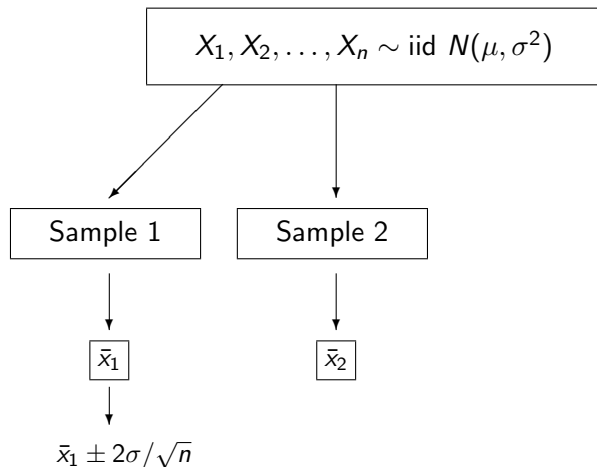 X₁, X₂, . . . , Xₙ ∼ iid N(μ, σ²)
Sample 1 Sample 2
x̄₁ x̄₂
x̄₁ ± 2σ/√n